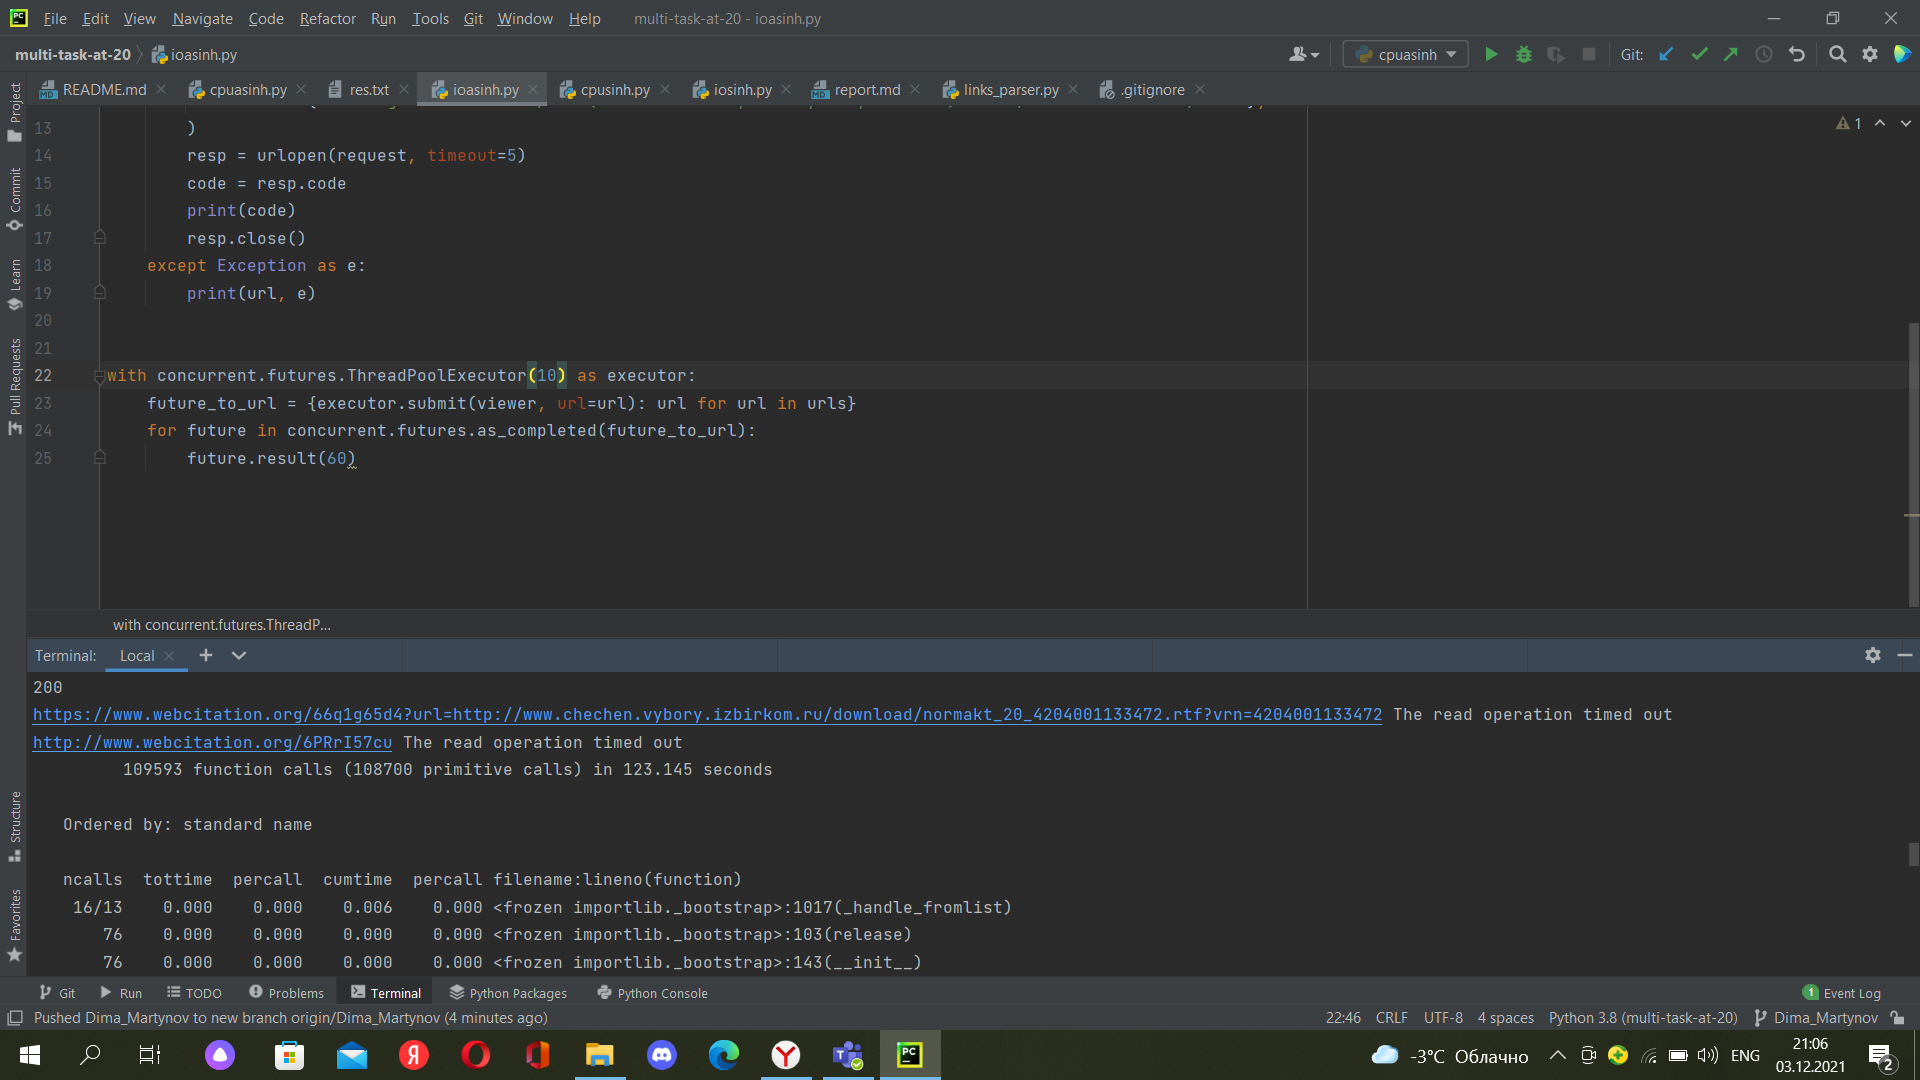 PC File Edit View Navigate Code Refactor Run Tools Git Window Help multi-task-at-20 - ioasinh.py
multi-task-at-20 ioasinh.py cpuasinh Git:
README.md cpuasinh.py res.txt ioasinh.py cpusinh.py iosinh.py report.md links_parser.py .gitignore
Project
Commit
Learn
Pull Requests
Structure
Favorites
1
13 )
14 resp = urlopen(request, timeout=5)
15 code = resp.code
16 print(code)
17 resp.close()
18 except Exception as e:
19 print(url, e)
20
21
22 with concurrent.futures.ThreadPoolExecutor(10) as executor:
23 future_to_url = {executor.submit(viewer, url=url): url for url in urls}
24 for future in concurrent.futures.as_completed(future_to_url):
25 future.result(60)
with concurrent.futures.ThreadP...
Terminal: Local
200
https://www.webcitation.org/66q1g65d4?url=http://www.chechen.vybory.izbirkom.ru/download/normakt_20_4204001133472.rtf?vrn=4204001133472 The read operation timed out
http://www.webcitation.org/6PRrI57cu The read operation timed out
109593 function calls (108700 primitive calls) in 123.145 seconds
Ordered by: standard name
ncalls tottime percall cumtime percall filename:lineno(function)
16/13 0.000 0.000 0.006 0.000 <frozen importlib._bootstrap>:1017(_handle_fromlist)
76 0.000 0.000 0.000 0.000 <frozen importlib._bootstrap>:103(release)
76 0.000 0.000 0.000 0.000 <frozen importlib._bootstrap>:143(__init__)
Git Run TODO Problems Terminal Python Packages Python Console 1 Event Log
Pushed Dima_Martynov to new branch origin/Dima_Martynov (4 minutes ago) 22:46 CRLF UTF-8 4 spaces Python 3.8 (multi-task-at-20) Dima_Martynov
-3°C Облачно ENG 21:06
03.12.2021 2